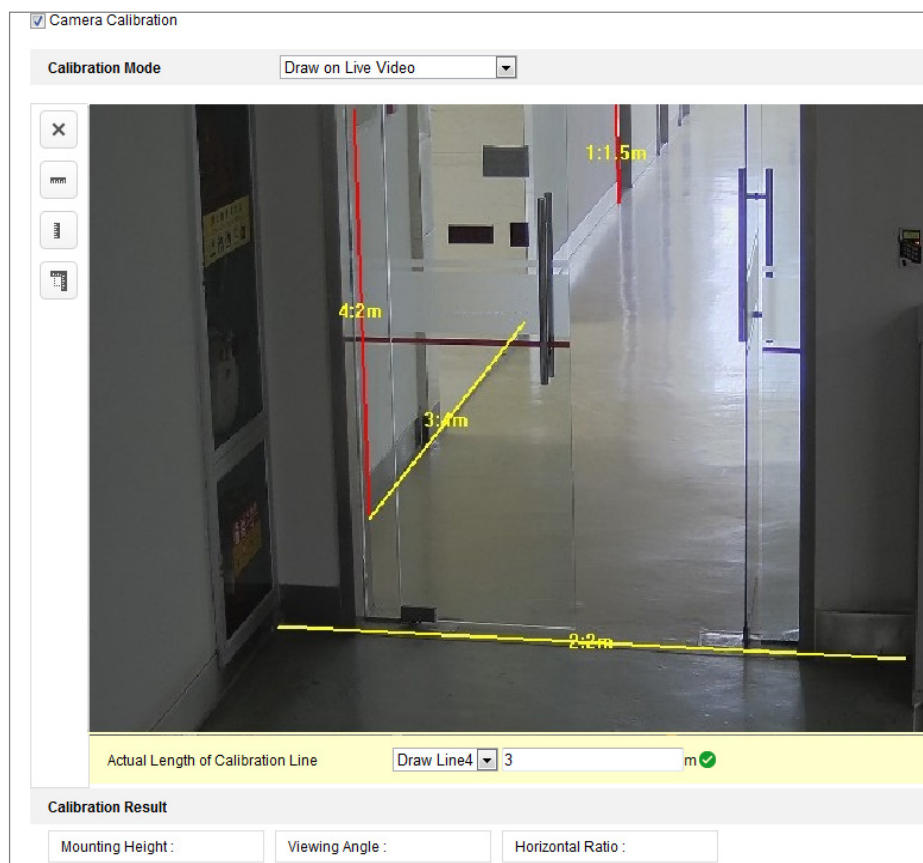 Camera Calibration
Calibration Mode
Draw on Live Video
1:1.5m
4:2m
3:4m
2:2m
Actual Length of Calibration Line
Draw Line4
3
m
Calibration Result
Mounting Height :
Viewing Angle :
Horizontal Ratio :